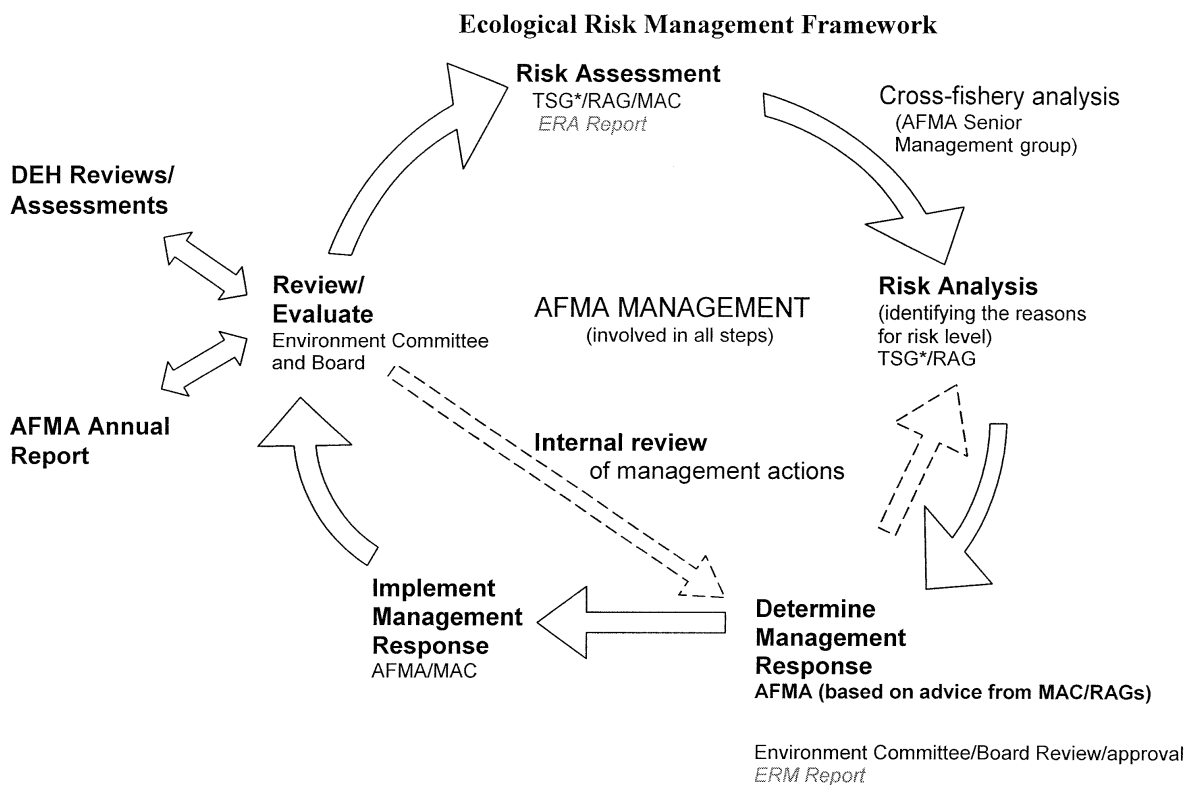 Ecological Risk Management Framework
Risk Assessment
TSG*/RAG/MAC
ERA Report
Cross-fishery analysis
(AFMA Senior
Management group)
DEH Reviews/
Assessments
Review/
Evaluate
Environment Committee
and Board
AFMA MANAGEMENT
(involved in all steps)
Risk Analysis
(identifying the reasons
for risk level)
TSG*/RAG
AFMA Annual
Report
Internal review
of management actions
Implement
Management
Response
AFMA/MAC
Determine
Management
Response
AFMA (based on advice from MAC/RAGs)
Environment Committee/Board Review/approval
ERM Report